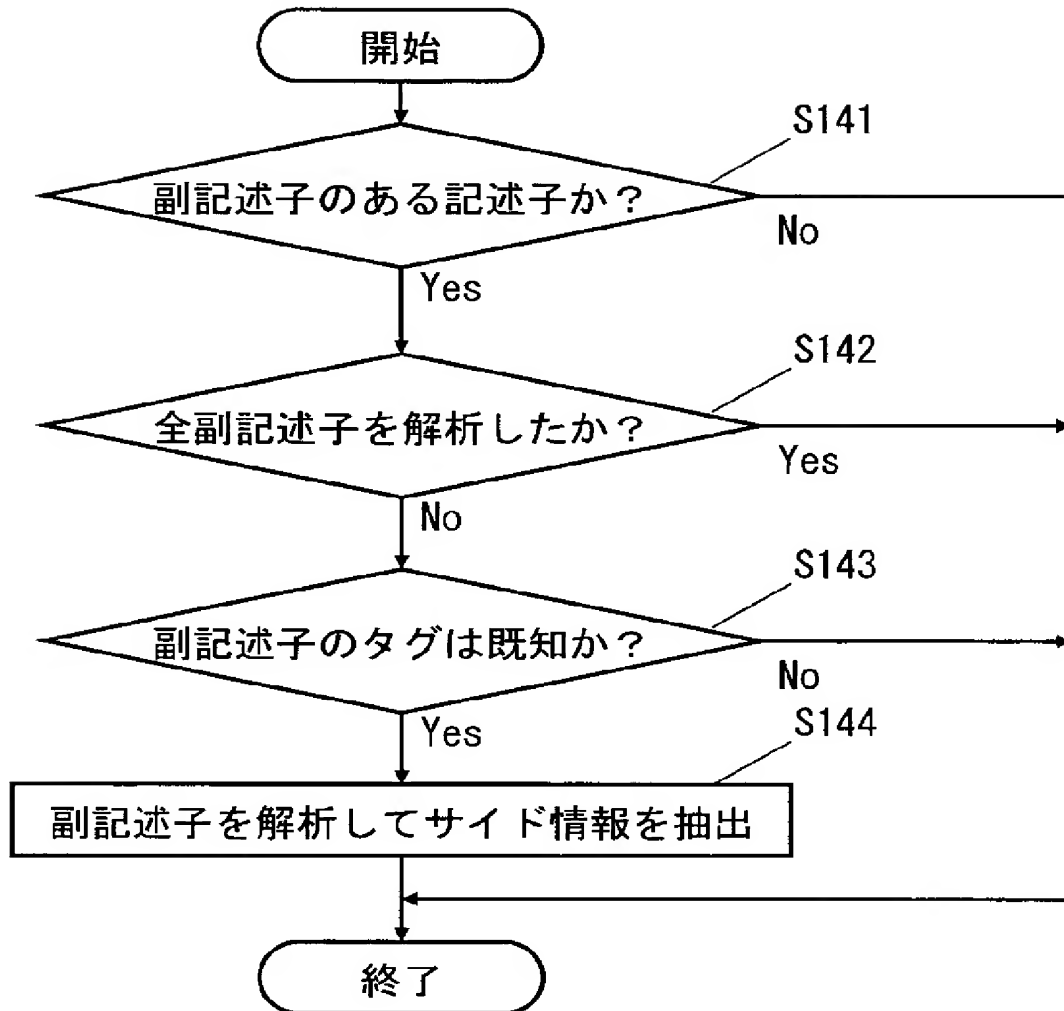 開始
S141
副記述子のある記述子か？
No
Yes
S142
全副記述子を解析したか？
Yes
No
S143
副記述子のタグは既知か？
No
Yes
S144
副記述子を解析してサイド情報を抽出
終了